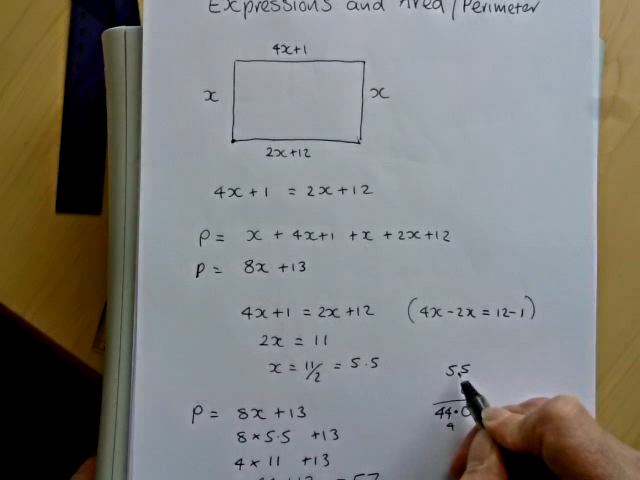 Expressions and Area/Perimeter
4x+1
x x
2x+12
4x+1 = 2x+12
P = x + 4x+1 + x + 2x+12
P = 8x +13
4x+1 = 2x+12 (4x-2x = 12-1)
2x = 11
x = 11/2 = 5.5
5.5
44.0
4
P = 8x +13
8 × 5.5 +13
4 × 11 +13
= 57